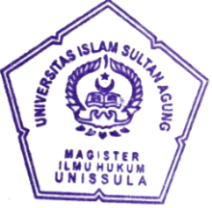 UNIVERSITAS ISLAM SULTAN AGUNG
MAGISTER
ILMU HUKUM
UNISSULA